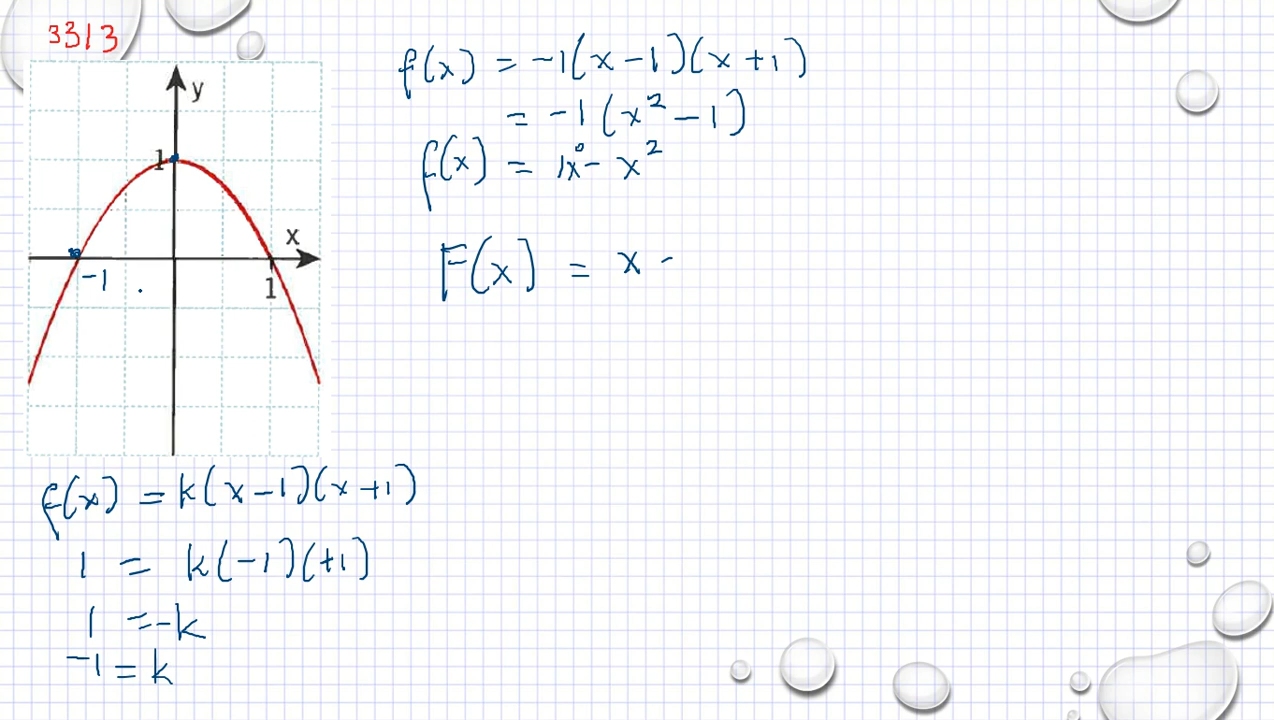 3313
y
1
x
-1
1
f(x) = -1(x-1)(x+1)
= -1(x²-1)
f(x) = 1x⁰- x²
F(x) = x -
f(x) = k(x-1)(x+1)
1 = k(-1)(+1)
1 = -k
-1 = k